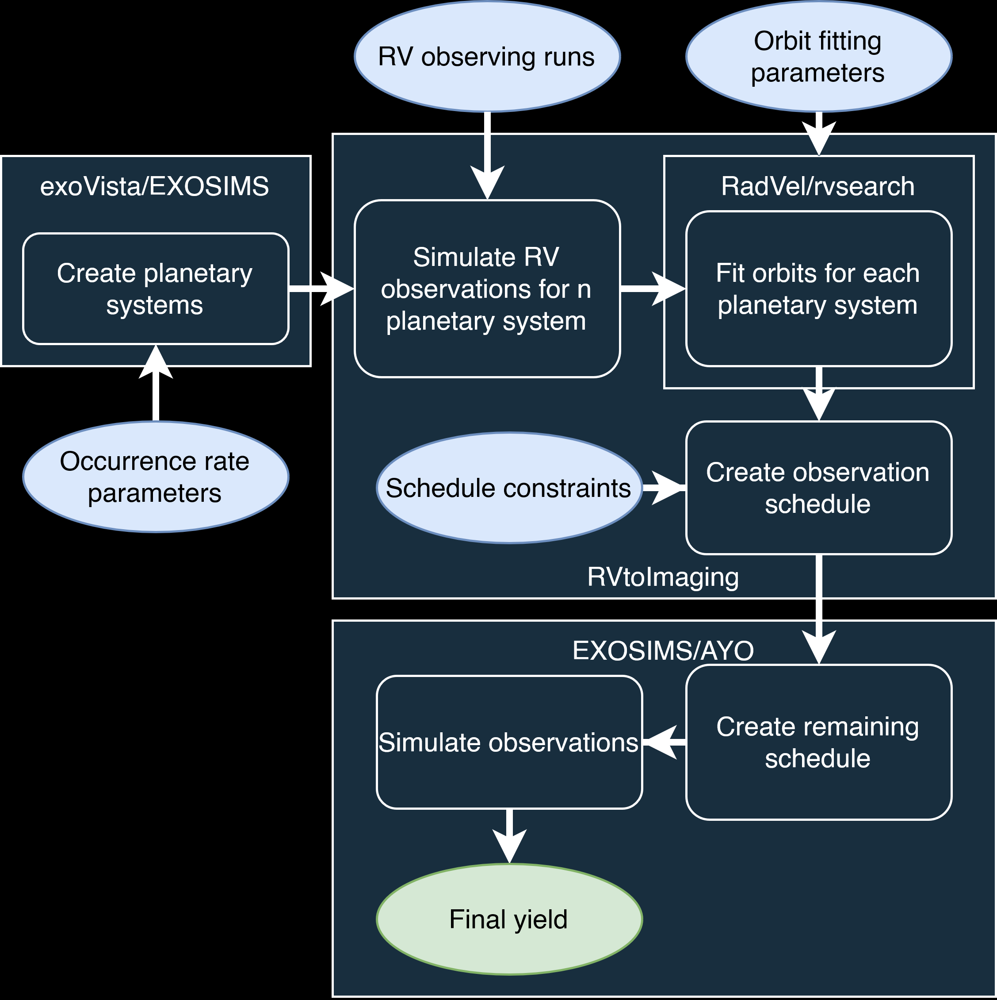 RV observing runs
Orbit fitting
parameters
exoVista/EXOSIMS
Create planetary
systems
Occurrence rate
parameters
Simulate RV
observations for n
planetary system
RadVel/rvsearch
Fit orbits for each
planetary system
Schedule constraints
Create observation
schedule
RVtoImaging
EXOSIMS/AYO
Create remaining
schedule
Simulate observations
Final yield